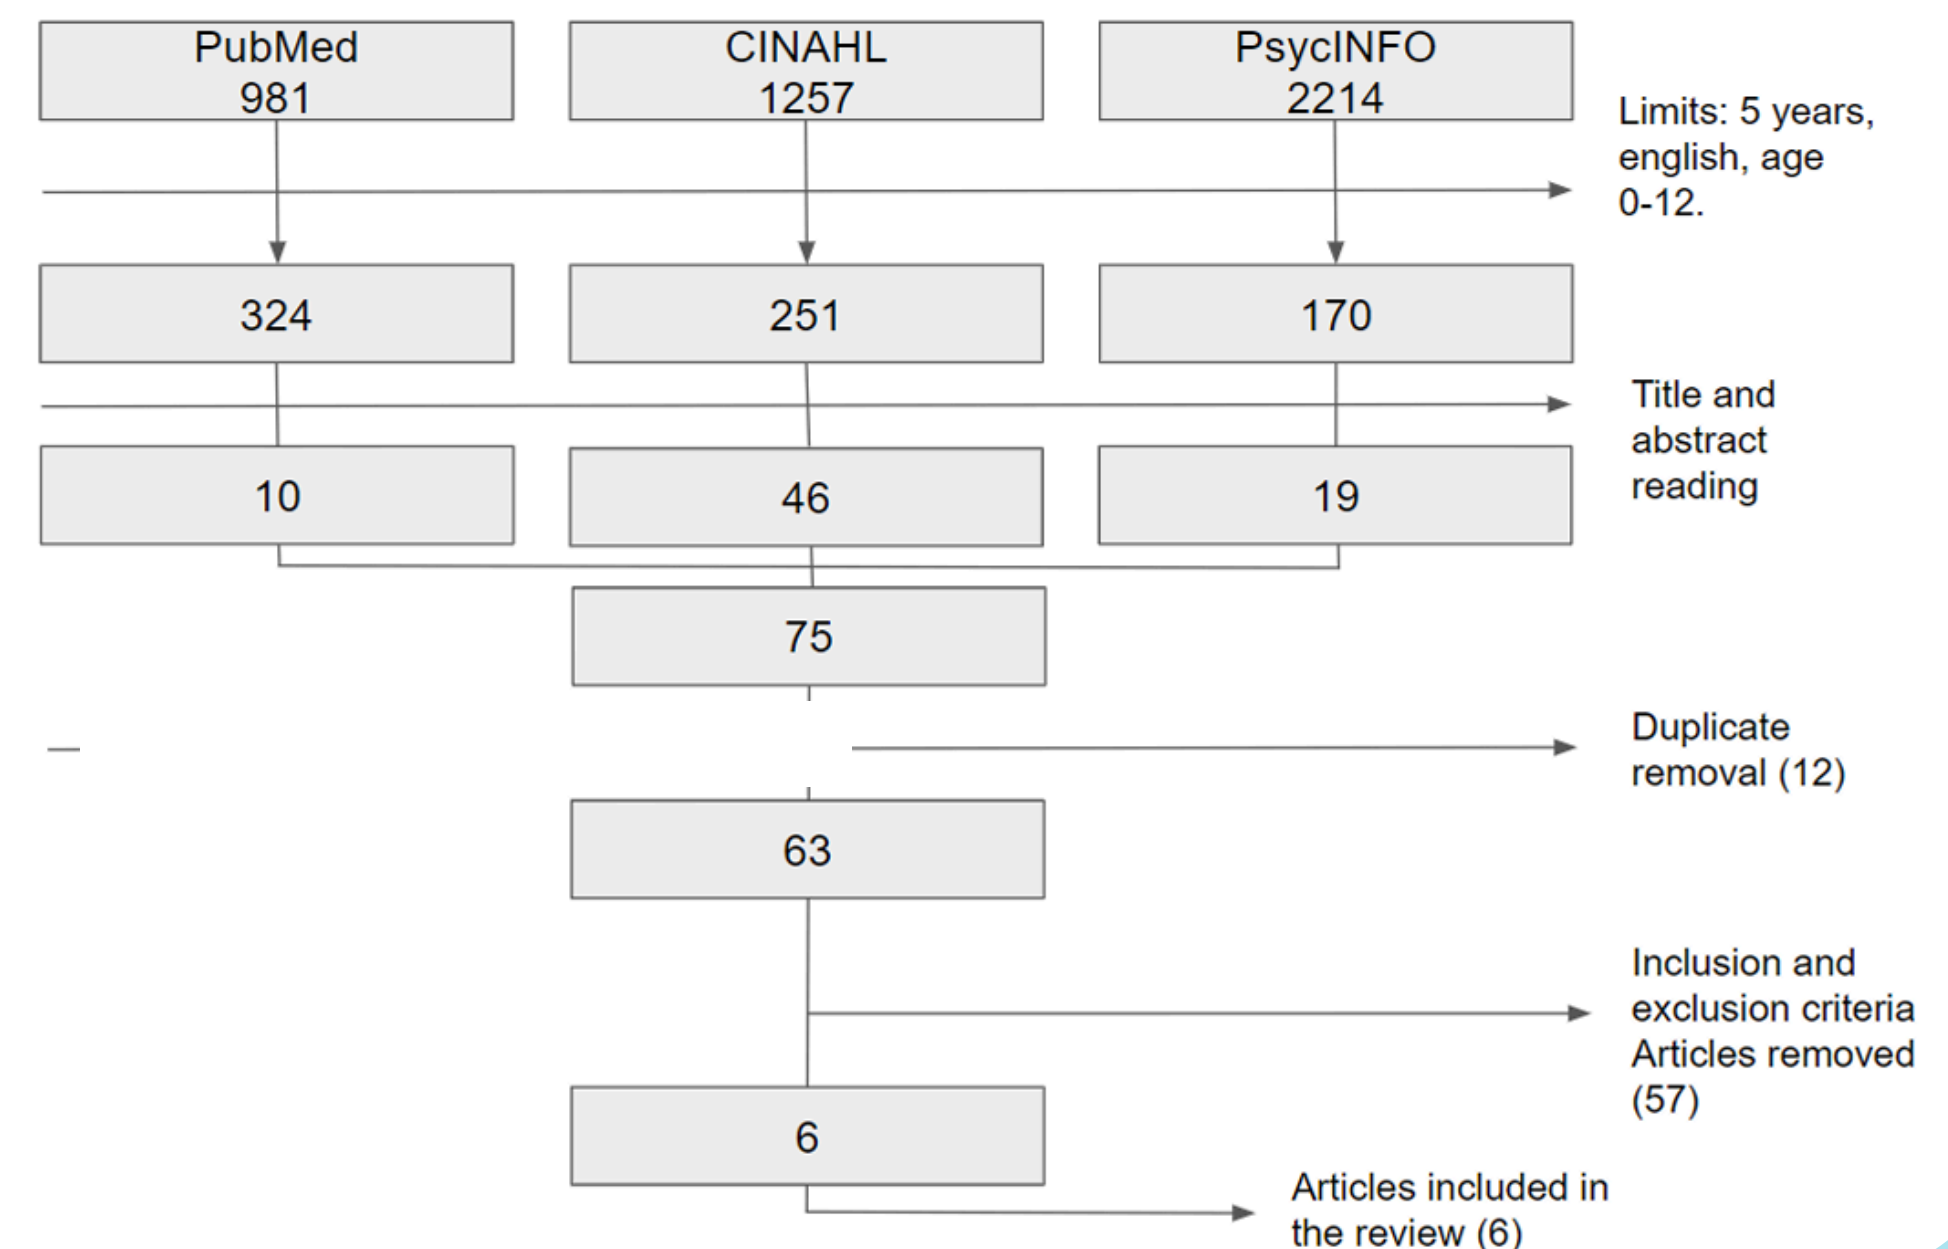 PubMed
981
CINAHL
1257
PsycINFO
2214
Limits: 5 years,
english, age
0-12.
324
251
170
Title and
abstract
reading
10
46
19
75
Duplicate
removal (12)
63
Inclusion and
exclusion criteria
Articles removed
(57)
6
Articles included in
the review (6)